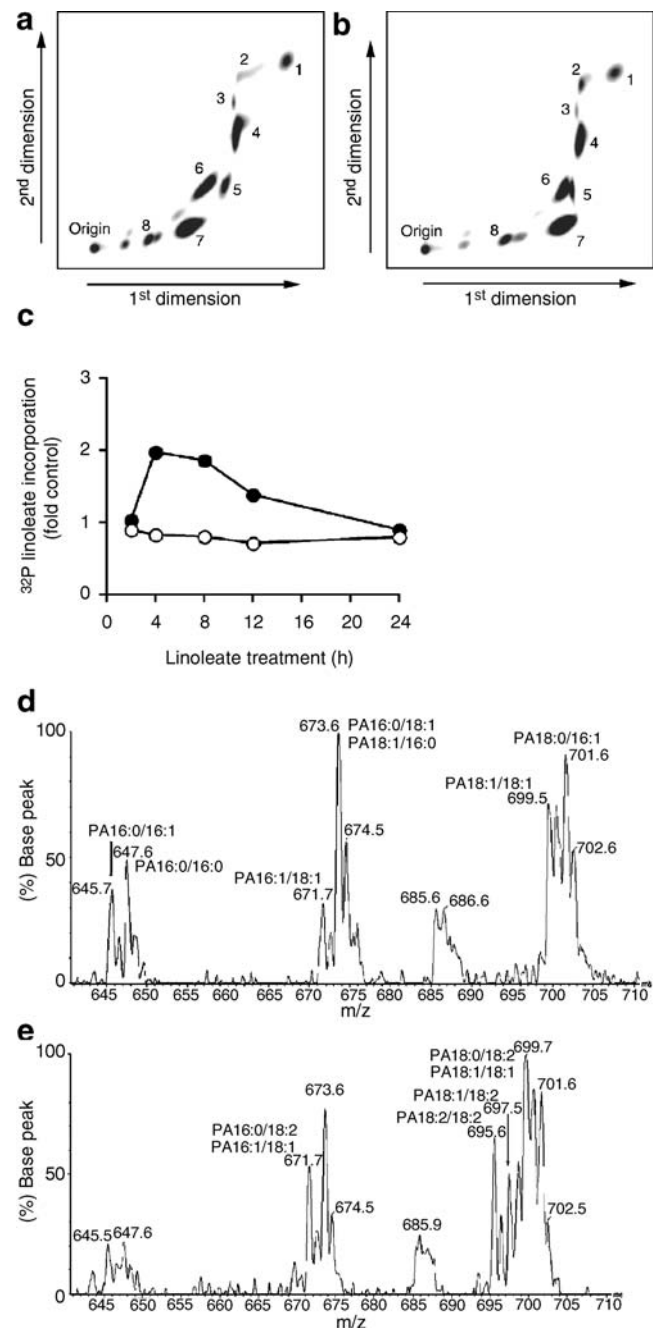 a
2nd dimension
2
1
3
4
6
5
Origin
8
7
1st dimension
b
2nd dimension
2
1
3
4
6
5
Origin
8
7
1st dimension
c
32P linoleate incorporation
(fold control)
3
2
1
0
0 4 8 12 16 20 24
Linoleate treatment (h)
d
(%) Base peak
100
50
0
673.6
PA16:0/18:1
PA18:1/16:0
PA18:0/16:1
701.6
PA18:1/18:1
699.5
PA16:0/16:1
647.6
PA16:0/16:0
645.7
674.5
PA16:1/18:1
671.7
685.6
686.6
702.6
645 650 655 660 665 670 675 680 685 690 695 700 705 710
m/z
e
(%) Base peak
100
50
0
PA18:0/18:2
PA18:1/18:1
699.7
673.6
701.6
PA18:1/18:2
697.5
PA18:2/18:2
695.6
PA16:0/18:2
PA16:1/18:1
671.7
674.5
645.5
647.6
685.9
702.5
645 650 655 660 665 670 675 680 685 690 695 700 705 710
m/z